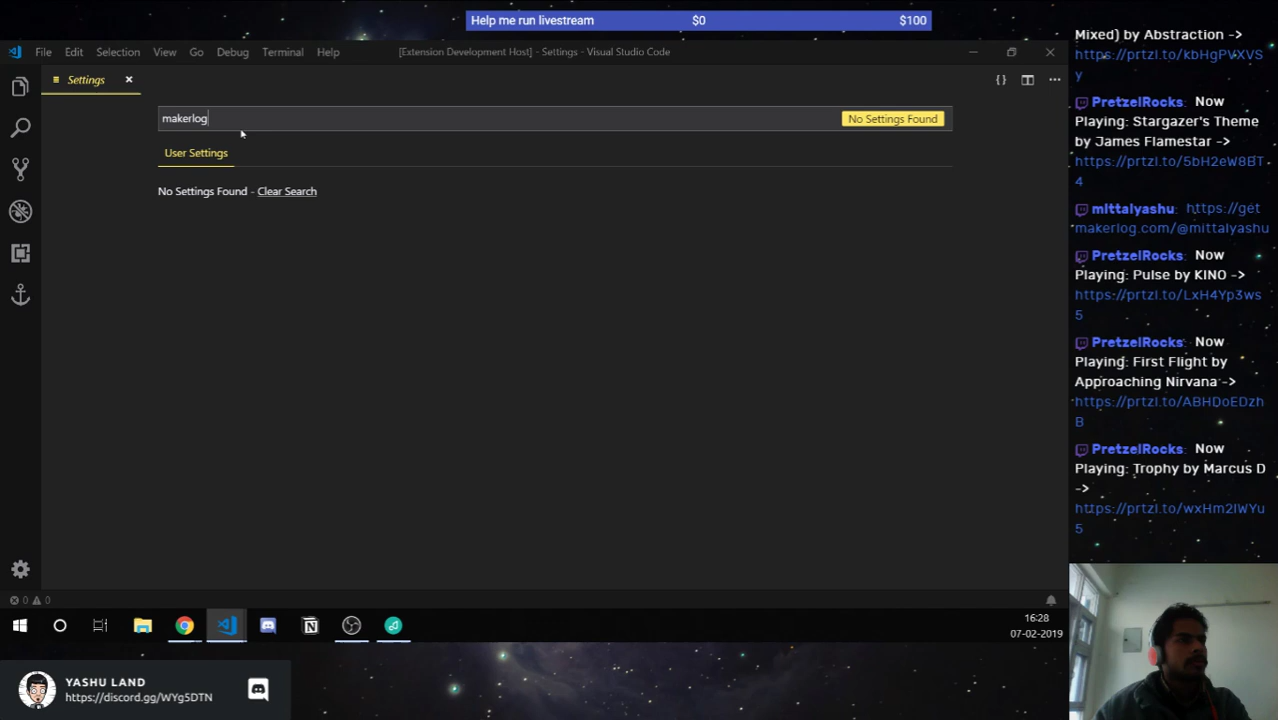 Help me run livestream $0 $100
File Edit Selection View Go Debug Terminal Help [Extension Development Host] - Settings - Visual Studio Code
Settings
makerlog No Settings Found
User Settings
No Settings Found - Clear Search
0 0
16:28
07-02-2019
YASHU LAND
https://discord.gg/WYg5DTN
Mixed) by Abstraction ->
https://prtzl.to/kbHgPVXVS
y
PretzelRocks: Now
Playing: Stargazer's Theme
by James Flamestar ->
https://prtzl.to/5bH2eW8BT
4
mittalyashu: https://get
makerlog.com/@mittalyashu
PretzelRocks: Now
Playing: Pulse by KINO ->
https://prtzl.to/LxH4Yp3ws
5
PretzelRocks: Now
Playing: First Flight by
Approaching Nirvana ->
https://prtzl.to/ABHDoEDzh
B
PretzelRocks: Now
Playing: Trophy by Marcus D
->
https://prtzl.to/wxHm2IWYu
5